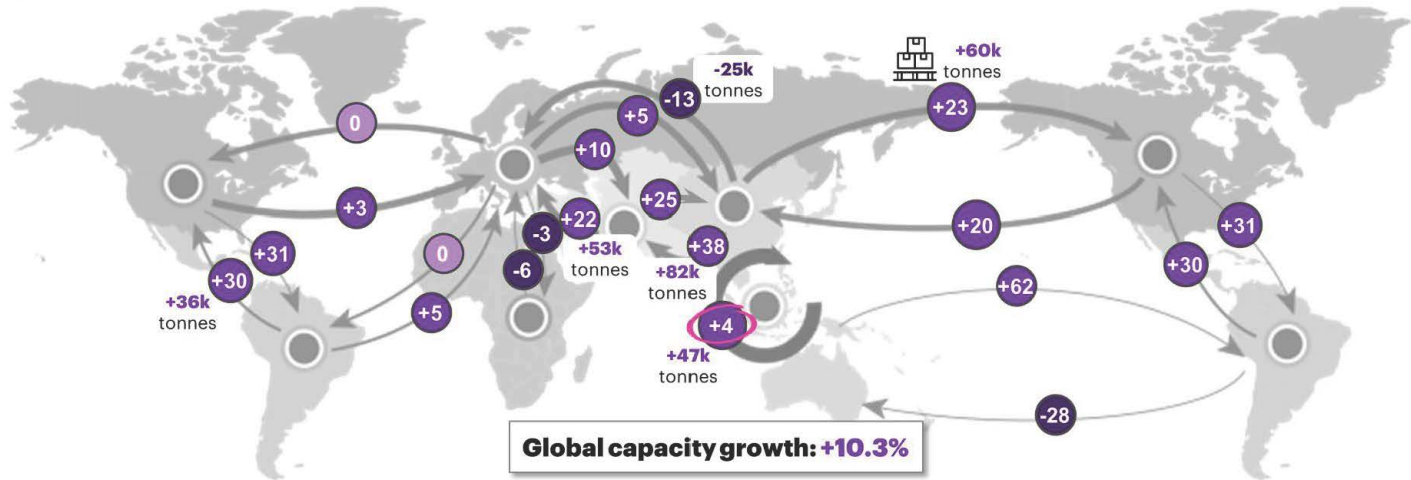 +60k
tonnes
-25k
tonnes
-13
+5
+23
0
+10
+25
+3
+22
+20
+31
-3
0
+38
+31
+53k
tonnes
-6
+30
+82k
tonnes
+30
+62
+36k
tonnes
+5
+4
+47k
tonnes
-28
Global capacity growth: +10.3%